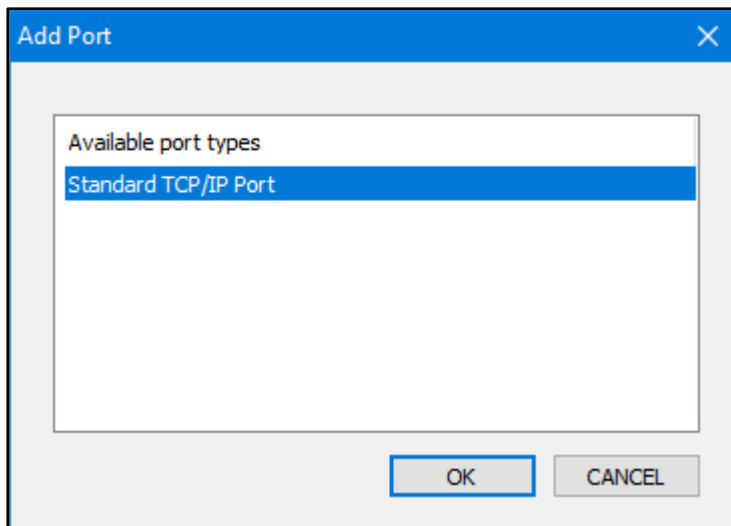 Add Port
Available port types
Standard TCP/IP Port
OK CANCEL